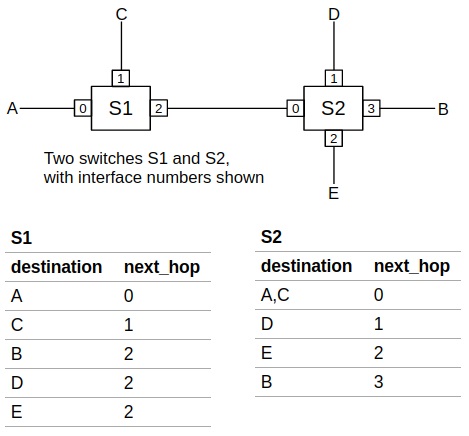 C D
1 1
A 0 S1 2 0 S2 3 B
2
Two switches S1 and S2,
with interface numbers shown
E
S1
destination next_hop
A 0
C 1
B 2
D 2
E 2
S2
destination next_hop
A,C 0
D 1
E 2
B 3